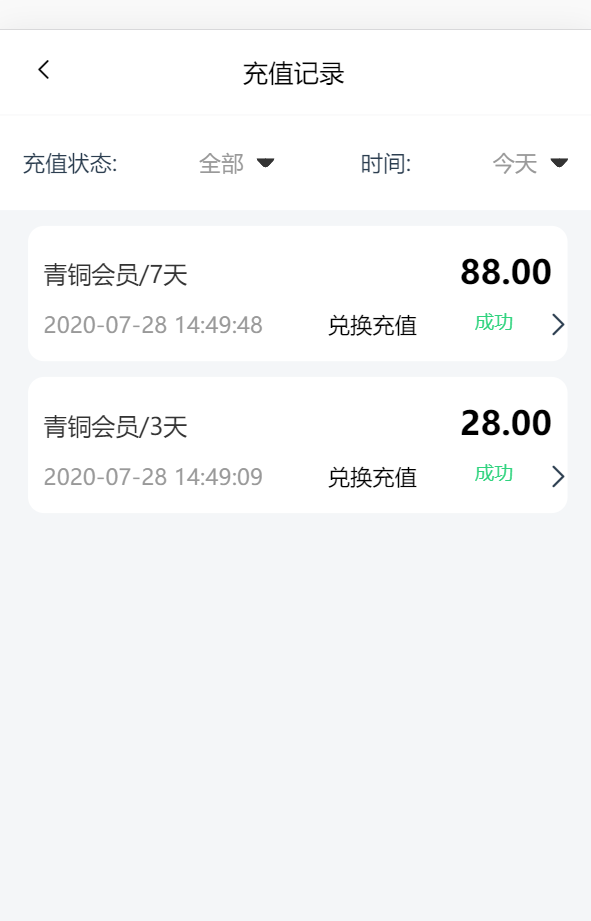 充值记录
充值状态: 全部 时间: 今天
青铜会员/7天 88.00
2020-07-28 14:49:48 兑换充值 成功
青铜会员/3天 28.00
2020-07-28 14:49:09 兑换充值 成功